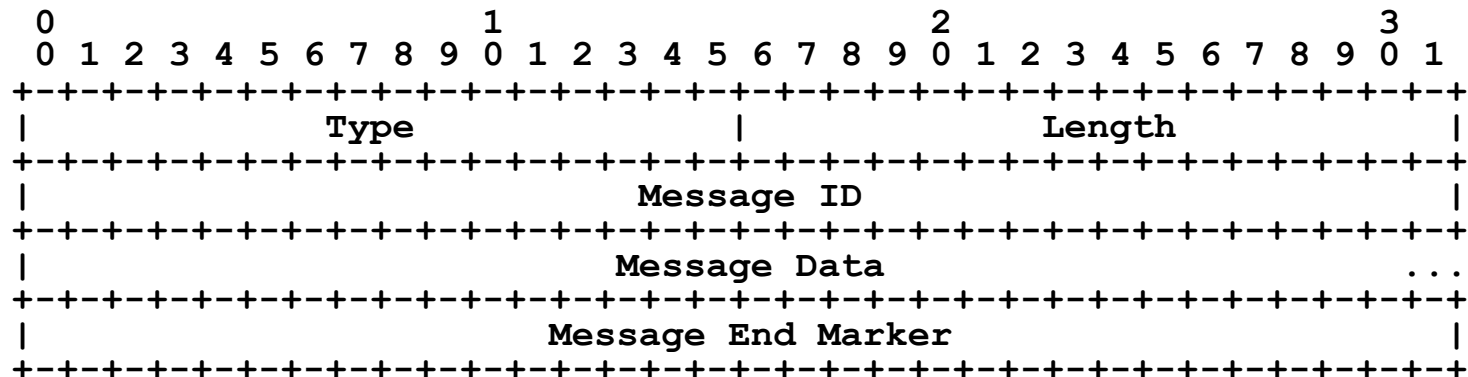 0                   1                   2                   3
 0 1 2 3 4 5 6 7 8 9 0 1 2 3 4 5 6 7 8 9 0 1 2 3 4 5 6 7 8 9 0 1
+-+-+-+-+-+-+-+-+-+-+-+-+-+-+-+-+-+-+-+-+-+-+-+-+-+-+-+-+-+-+-+-+
|             Type              |             Length            |
+-+-+-+-+-+-+-+-+-+-+-+-+-+-+-+-+-+-+-+-+-+-+-+-+-+-+-+-+-+-+-+-+
|                           Message ID                          |
+-+-+-+-+-+-+-+-+-+-+-+-+-+-+-+-+-+-+-+-+-+-+-+-+-+-+-+-+-+-+-+-+
|                          Message Data                       ...
+-+-+-+-+-+-+-+-+-+-+-+-+-+-+-+-+-+-+-+-+-+-+-+-+-+-+-+-+-+-+-+-+
|                       Message End Marker                      |
+-+-+-+-+-+-+-+-+-+-+-+-+-+-+-+-+-+-+-+-+-+-+-+-+-+-+-+-+-+-+-+-+